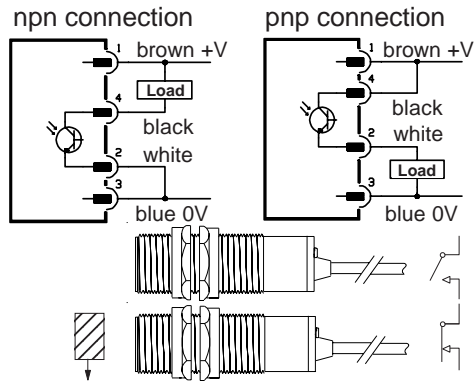 npn connection
pnp connection
1
brown +V
Load
4
black
white
2
3
blue 0V
1
brown +V
4
black
white
2
Load
3
blue 0V